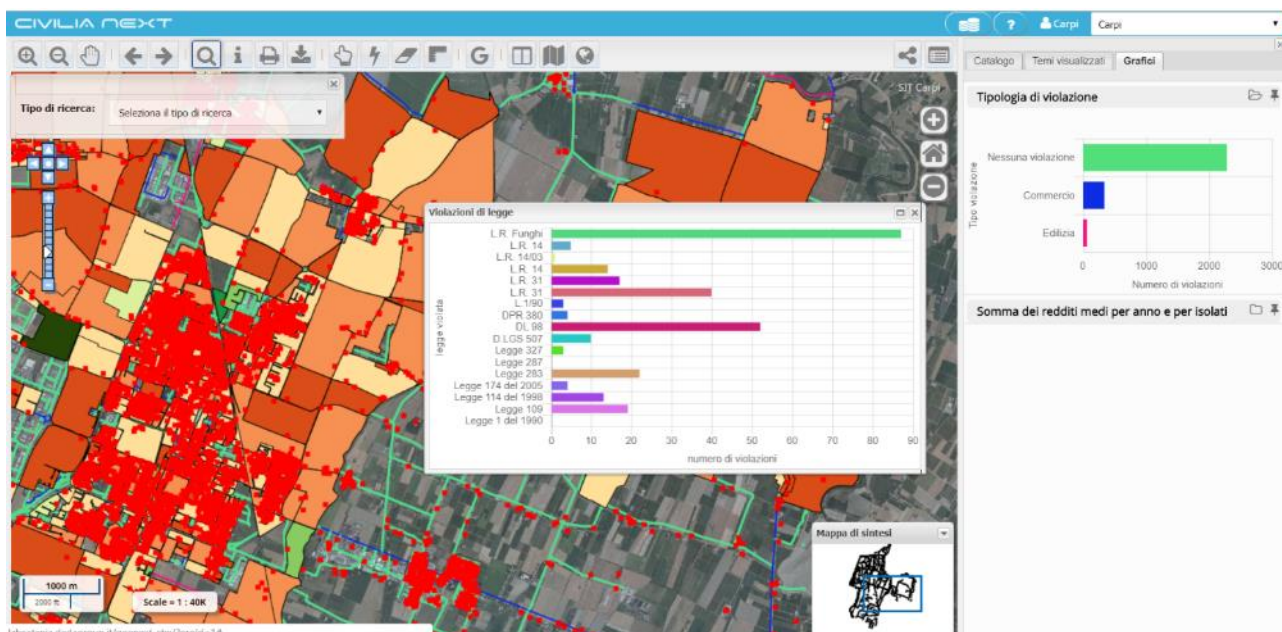 CIVILIA NEXT
?
Carpi
Carpi
i
G
Catalogo
Temi visualizzati
Grafici
Tipo di ricerca:
Seleziona il tipo di ricerca
SIT Carpi
Tipologia di violazione
Tipo violazione
Nessuna violazione
Commercio
Edilizia
0
1000
2000
3000
Numero di violazioni
Somma dei redditi medi per anno e per isolati
Violazioni di legge
legge violata
L.R. Funghi
L.R. 14
L.R. 14/03
L.R. 14
L.R. 31
L.R. 31
L.1/90
DPR 380
DL 98
D.LGS 507
Legge 327
Legge 287
Legge 283
Legge 174 del 2005
Legge 114 del 1998
Legge 109
Legge 1 del 1990
0 10 20 30 40 50 60 70 80 90
numero di violazioni
Mappa di sintesi
1000 m
2000 ft
Scale = 1 : 40K